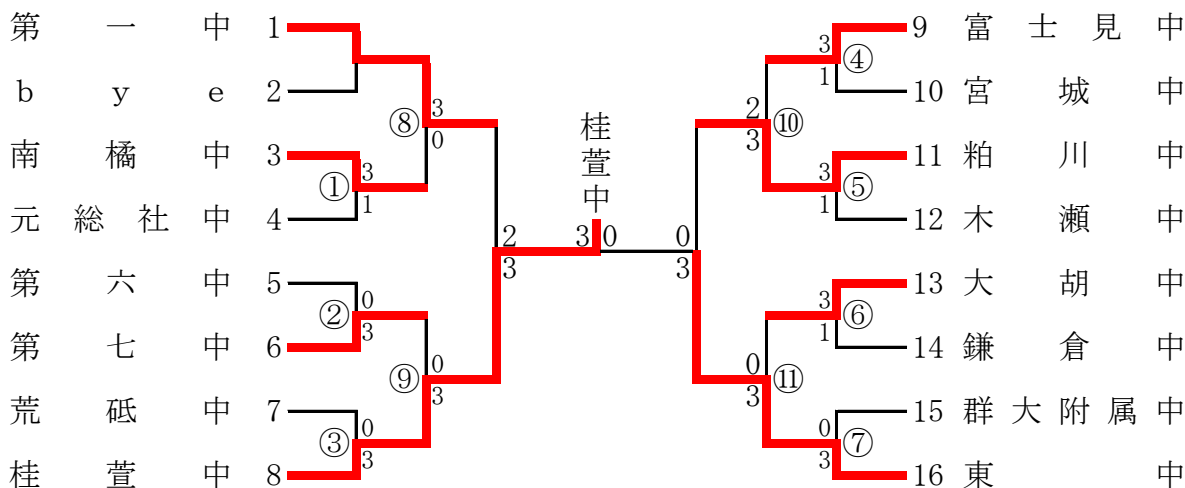 第一中 1
bye 2
南橘中 3
元総社中 4
第六中 5
第七中 6
荒砥中 7
桂萱中 8
① 3 1
② 0 3
③ 0 3
⑧ 3 0
⑨ 0 3
2 3
桂萱中
3 0
0 3
⑩ 2 3
⑪ 0 3
④ 3 1
⑤ 3 1
⑥ 3 1
⑦ 0 3
9 富士見中
10 宮城中
11 粕川中
12 木瀬中
13 大胡中
14 鎌倉中
15 群大附属中
16 東中